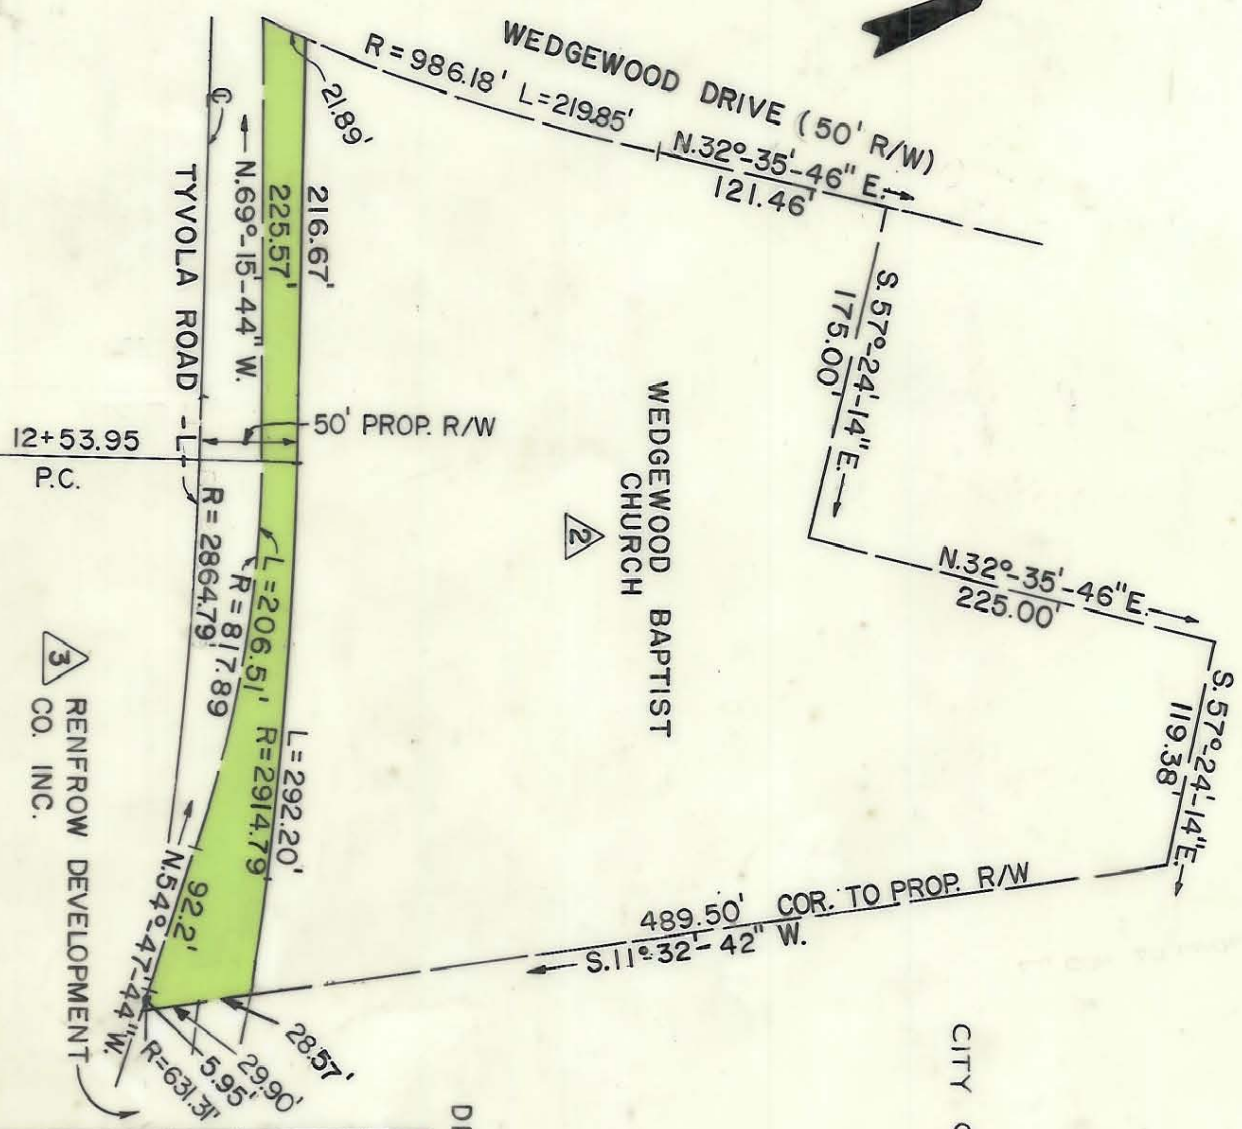 WEDGEWOOD DRIVE (50' R/W)
R = 986.18' L=219.85'
N.32°-35'-46" E.
121.46'
21.89'
S. 57°-24'-14" E.
175.00'
N.32°-35'-46" E.
225.00'
S. 57°-24'-14" E.
119.38'
489.50' COR. TO PROP. R/W
S.11°-32'-42" W.
WEDGEWOOD BAPTIST
CHURCH
2
216.67'
225.57'
N.69°-15'-44" W.
℄
TYVOLA ROAD -L-
50' PROP. R/W
12+53.95
P.C.
L=292.20'
R=2914.79
L=206.51'
R=817.89
R=2864.79'
92.2'
N.54°-47'-44" W.
28.57'
29.90'
5.95'
R=631.31'
3
RENFROW DEVELOPMENT
CO. INC.
CITY